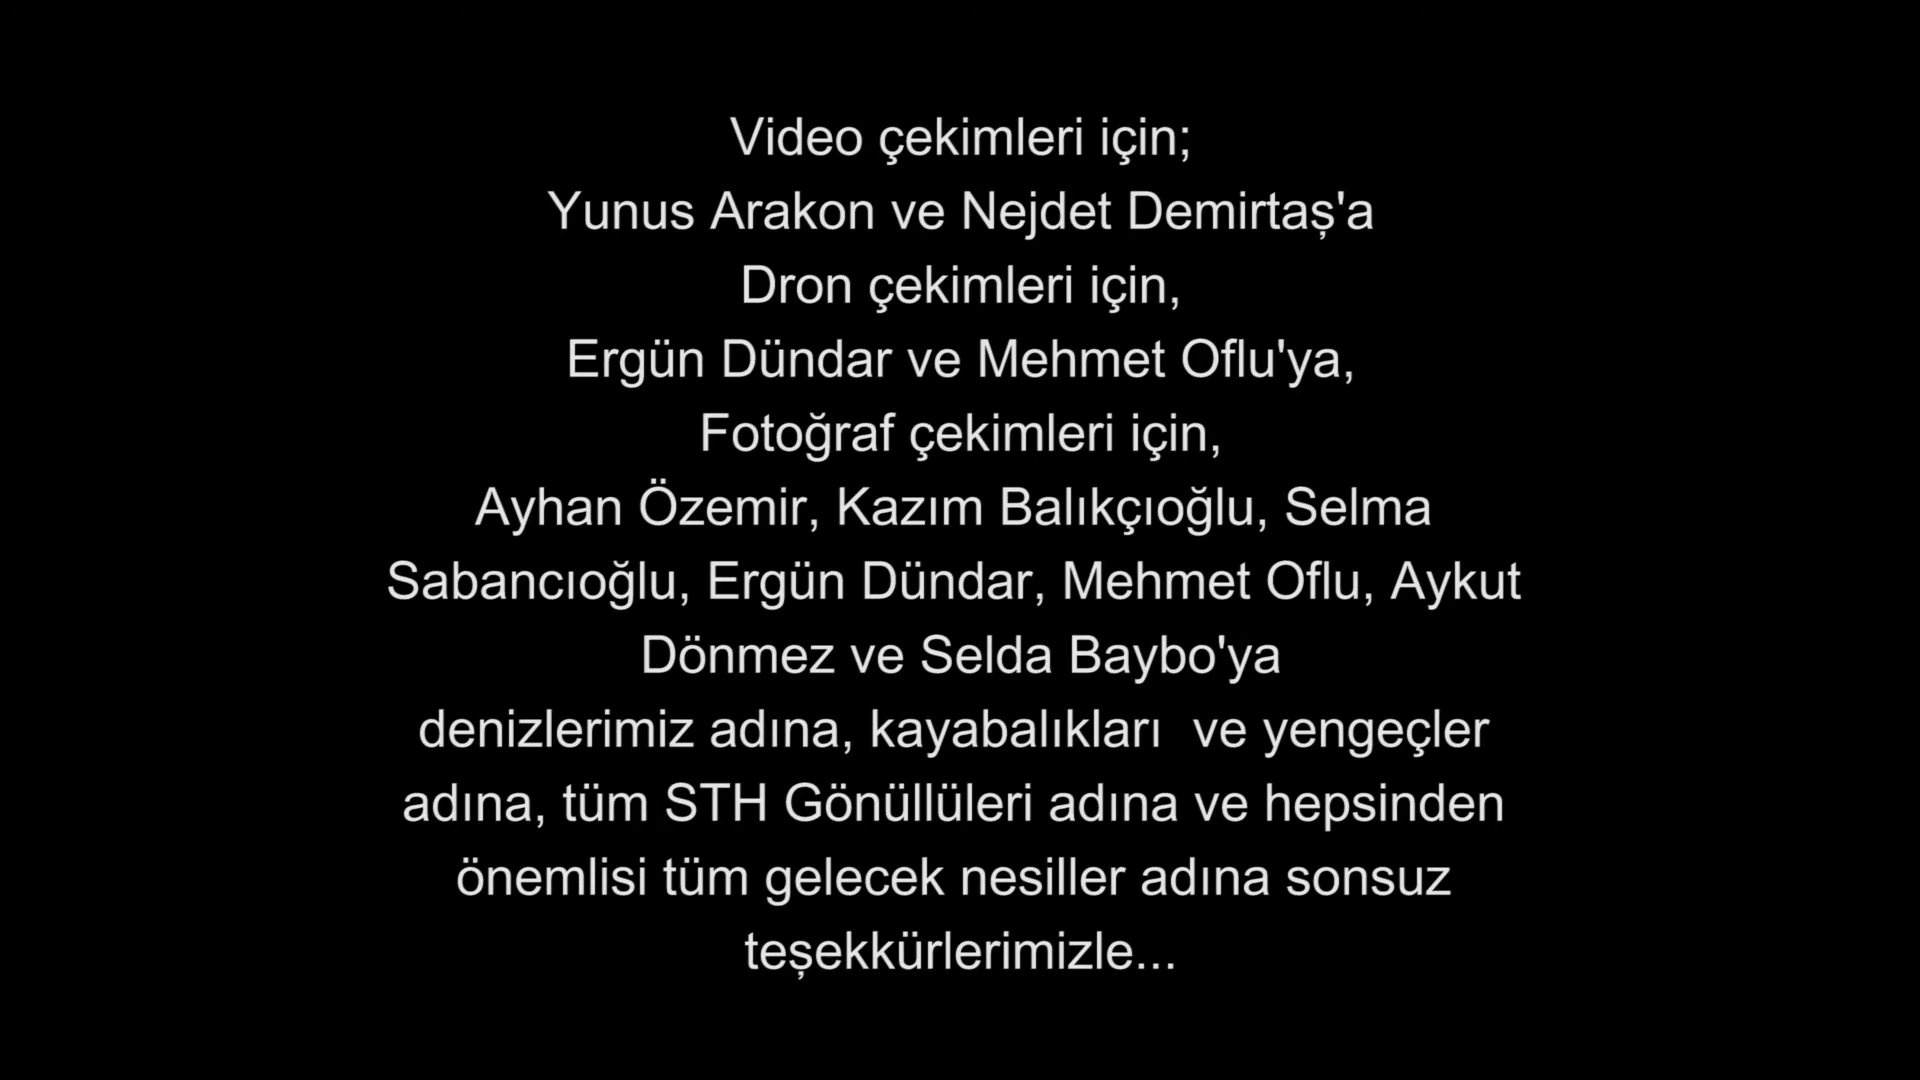 Video çekimleri için;
Yunus Arakon ve Nejdet Demirtaş'a
Dron çekimleri için,
Ergün Dündar ve Mehmet Oflu'ya,
Fotoğraf çekimleri için,
Ayhan Özemir, Kazım Balıkçıoğlu, Selma
Sabancıoğlu, Ergün Dündar, Mehmet Oflu, Aykut
Dönmez ve Selda Baybo'ya
denizlerimiz adına, kayabalıkları  ve yengeçler
adına, tüm STH Gönüllüleri adına ve hepsinden
önemlisi tüm gelecek nesiller adına sonsuz
teşekkürlerimizle...